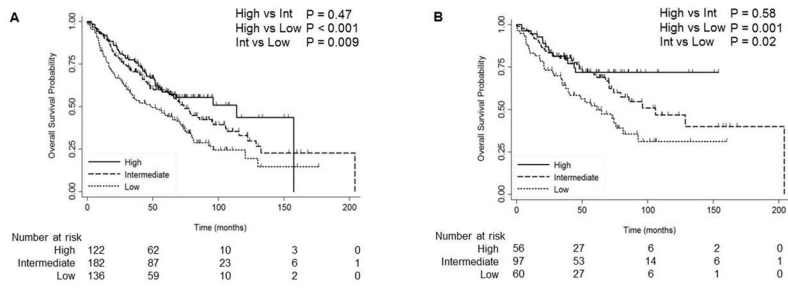 A
High vs Int P = 0.47
High vs Low P < 0.001
Int vs Low P = 0.009
Overall Survival Probability
1.00
0.75
0.50
0.25
0.00
High
Intermediate
Low
0 50 100 150 200
Time (months)
Number at risk
High 122 62 10 3 0
Intermediate 182 87 23 6 1
Low 136 59 10 2 0
B
High vs Int P = 0.58
High vs Low P = 0.001
Int vs Low P = 0.02
Overall Survival Probability
1.00
0.75
0.50
0.25
0.00
High
Intermediate
Low
0 50 100 150 200
Time (months)
Number at risk
High 56 27 6 2 0
Intermediate 97 53 14 6 1
Low 60 27 6 1 0